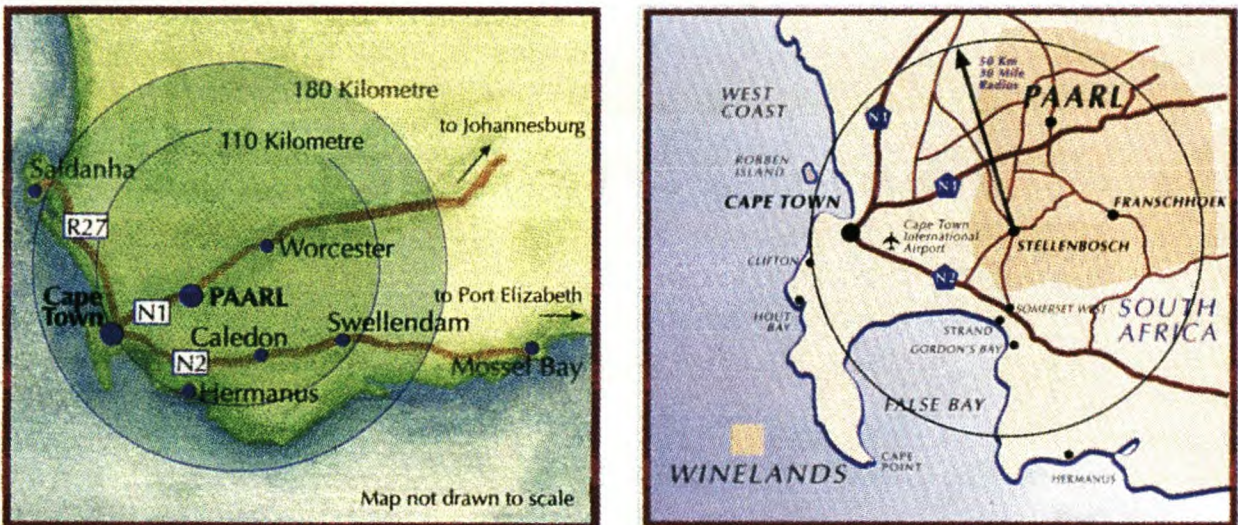 180 Kilometre
110 Kilometre
to Johannesburg
Saldanha
R27
Worcester
Cape
Town
N1
PAARL
to Port Elizabeth
Caledon
Swellendam
N2
Mossel Bay
Hermanus
Map not drawn to scale
50 Km
30 Mile
Radius
WEST
COAST
PAARL
N1
ROBBEN
ISLAND
N1
CAPE TOWN
FRANSCHHOEK
Cape Town
International
Airport
STELLENBOSCH
CLIFTON
N2
HOUT
BAY
SOMERSET WEST
SOUTH
AFRICA
STRAND
GORDON'S BAY
FALSE BAY
CAPE
POINT
WINELANDS
HERMANUS